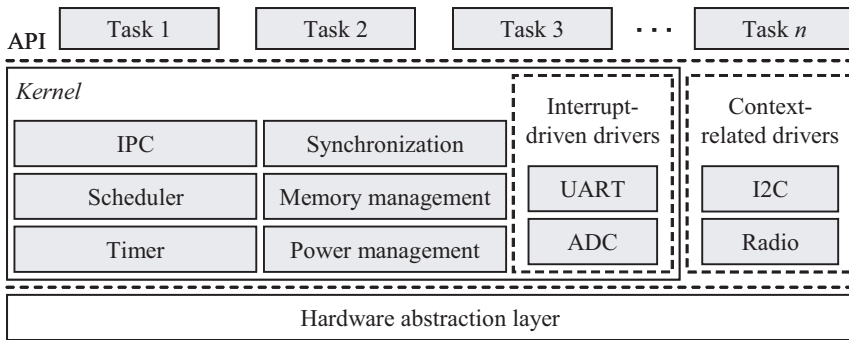 Task 1 Task 2 Task 3 ··· Task n
API
Kernel
Interrupt-
driven drivers
Context-
related drivers
IPC Synchronization
Scheduler Memory management UART I2C
Timer Power management ADC Radio
Hardware abstraction layer